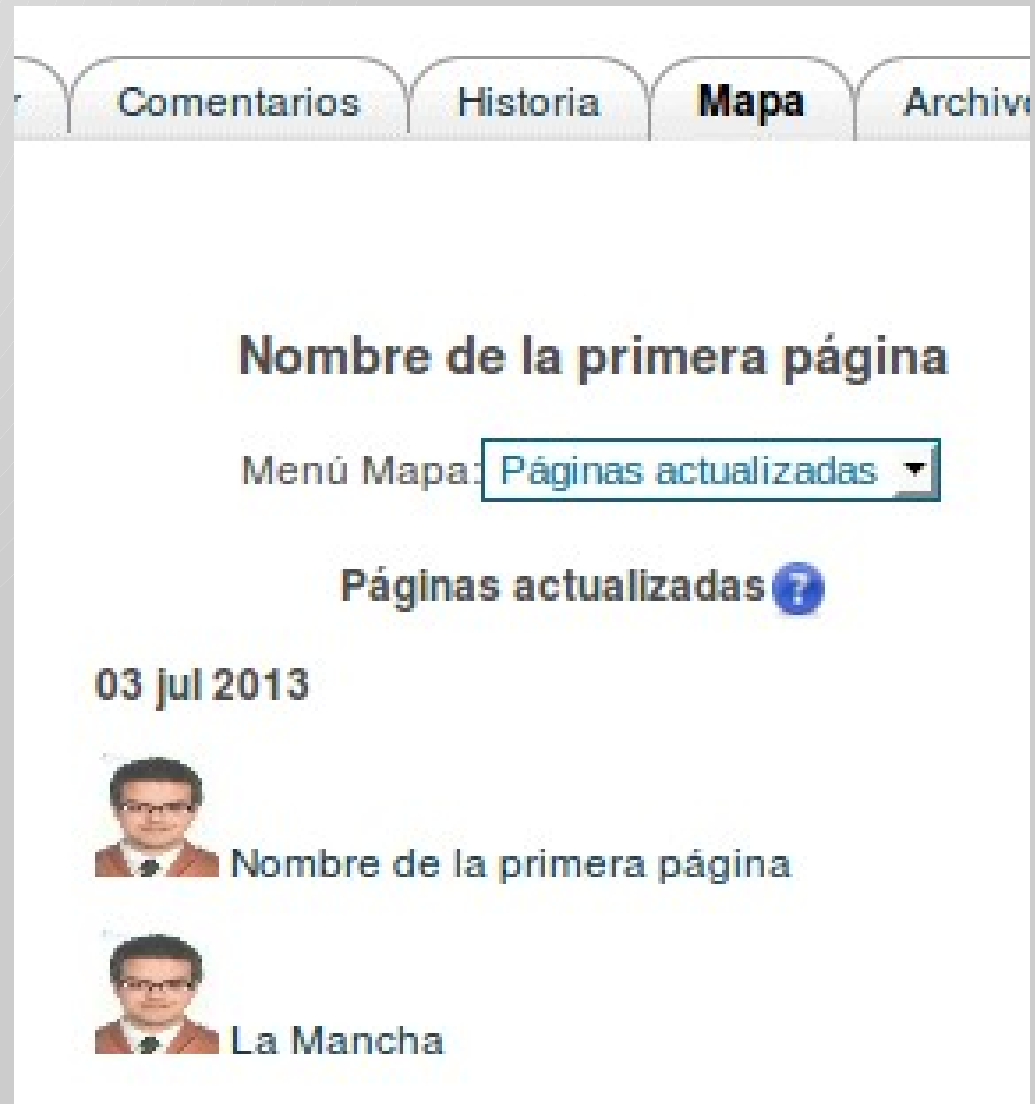 r Comentarios Historia Mapa Archivo
Nombre de la primera página
Menú Mapa: Páginas actualizadas
Páginas actualizadas ?
03 jul 2013
Nombre de la primera página
La Mancha